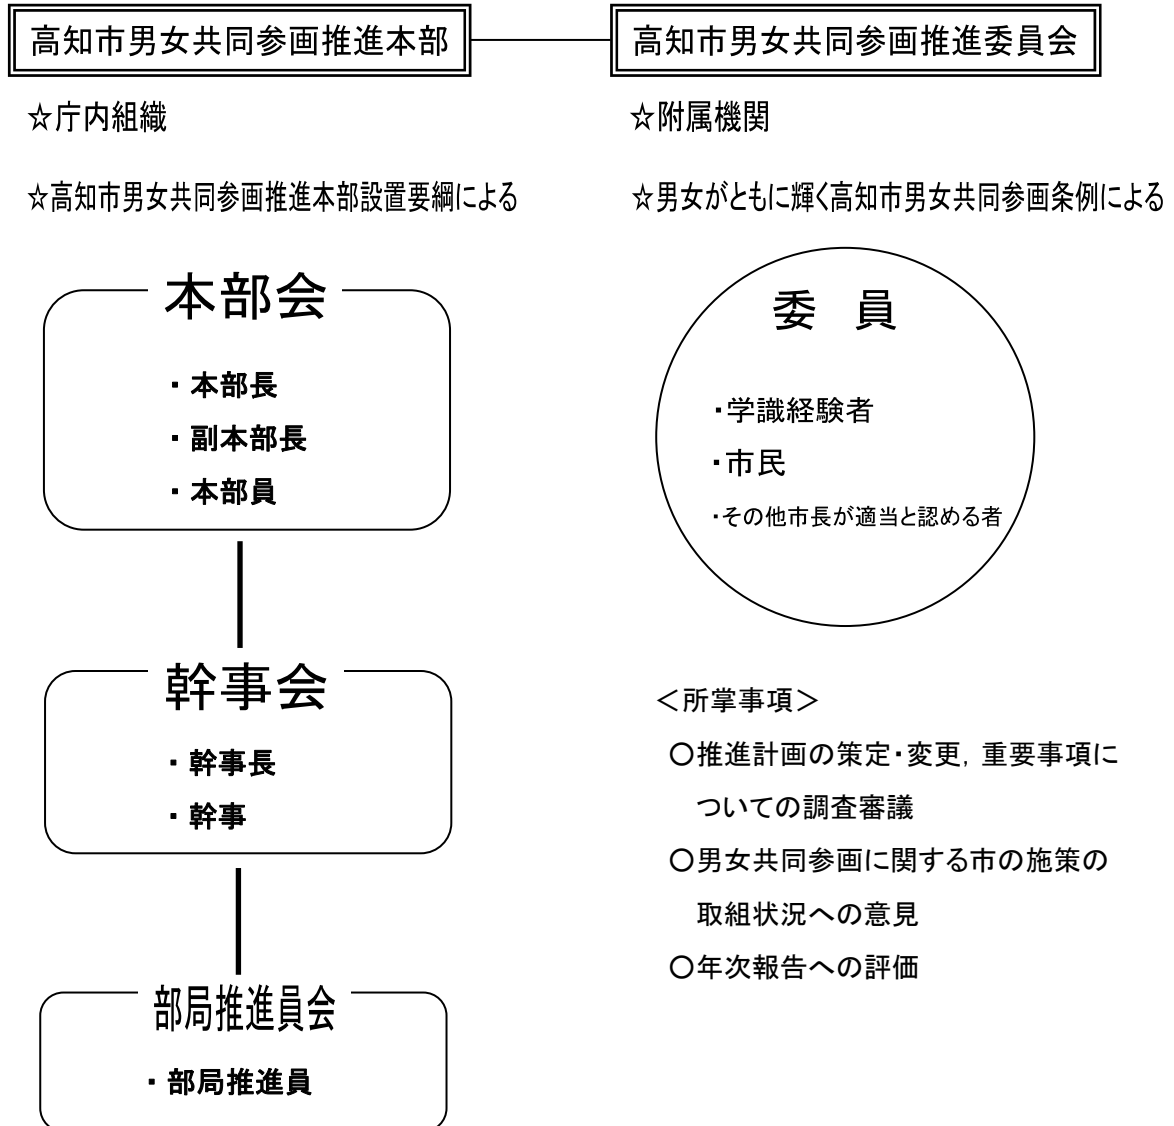 高知市男女共同参画推進本部
☆庁内組織
☆高知市男女共同参画推進本部設置要綱による
本部会
・本部長
・副本部長
・本部員
幹事会
・幹事長
・幹事
部局推進員会
・部局推進員
高知市男女共同参画推進委員会
☆附属機関
☆男女がともに輝く高知市男女共同参画条例による
委　員
・学識経験者
・市民
・その他市長が適当と認める者
＜所掌事項＞
○推進計画の策定・変更，重要事項に
ついての調査審議
○男女共同参画に関する市の施策の
取組状況への意見
○年次報告への評価